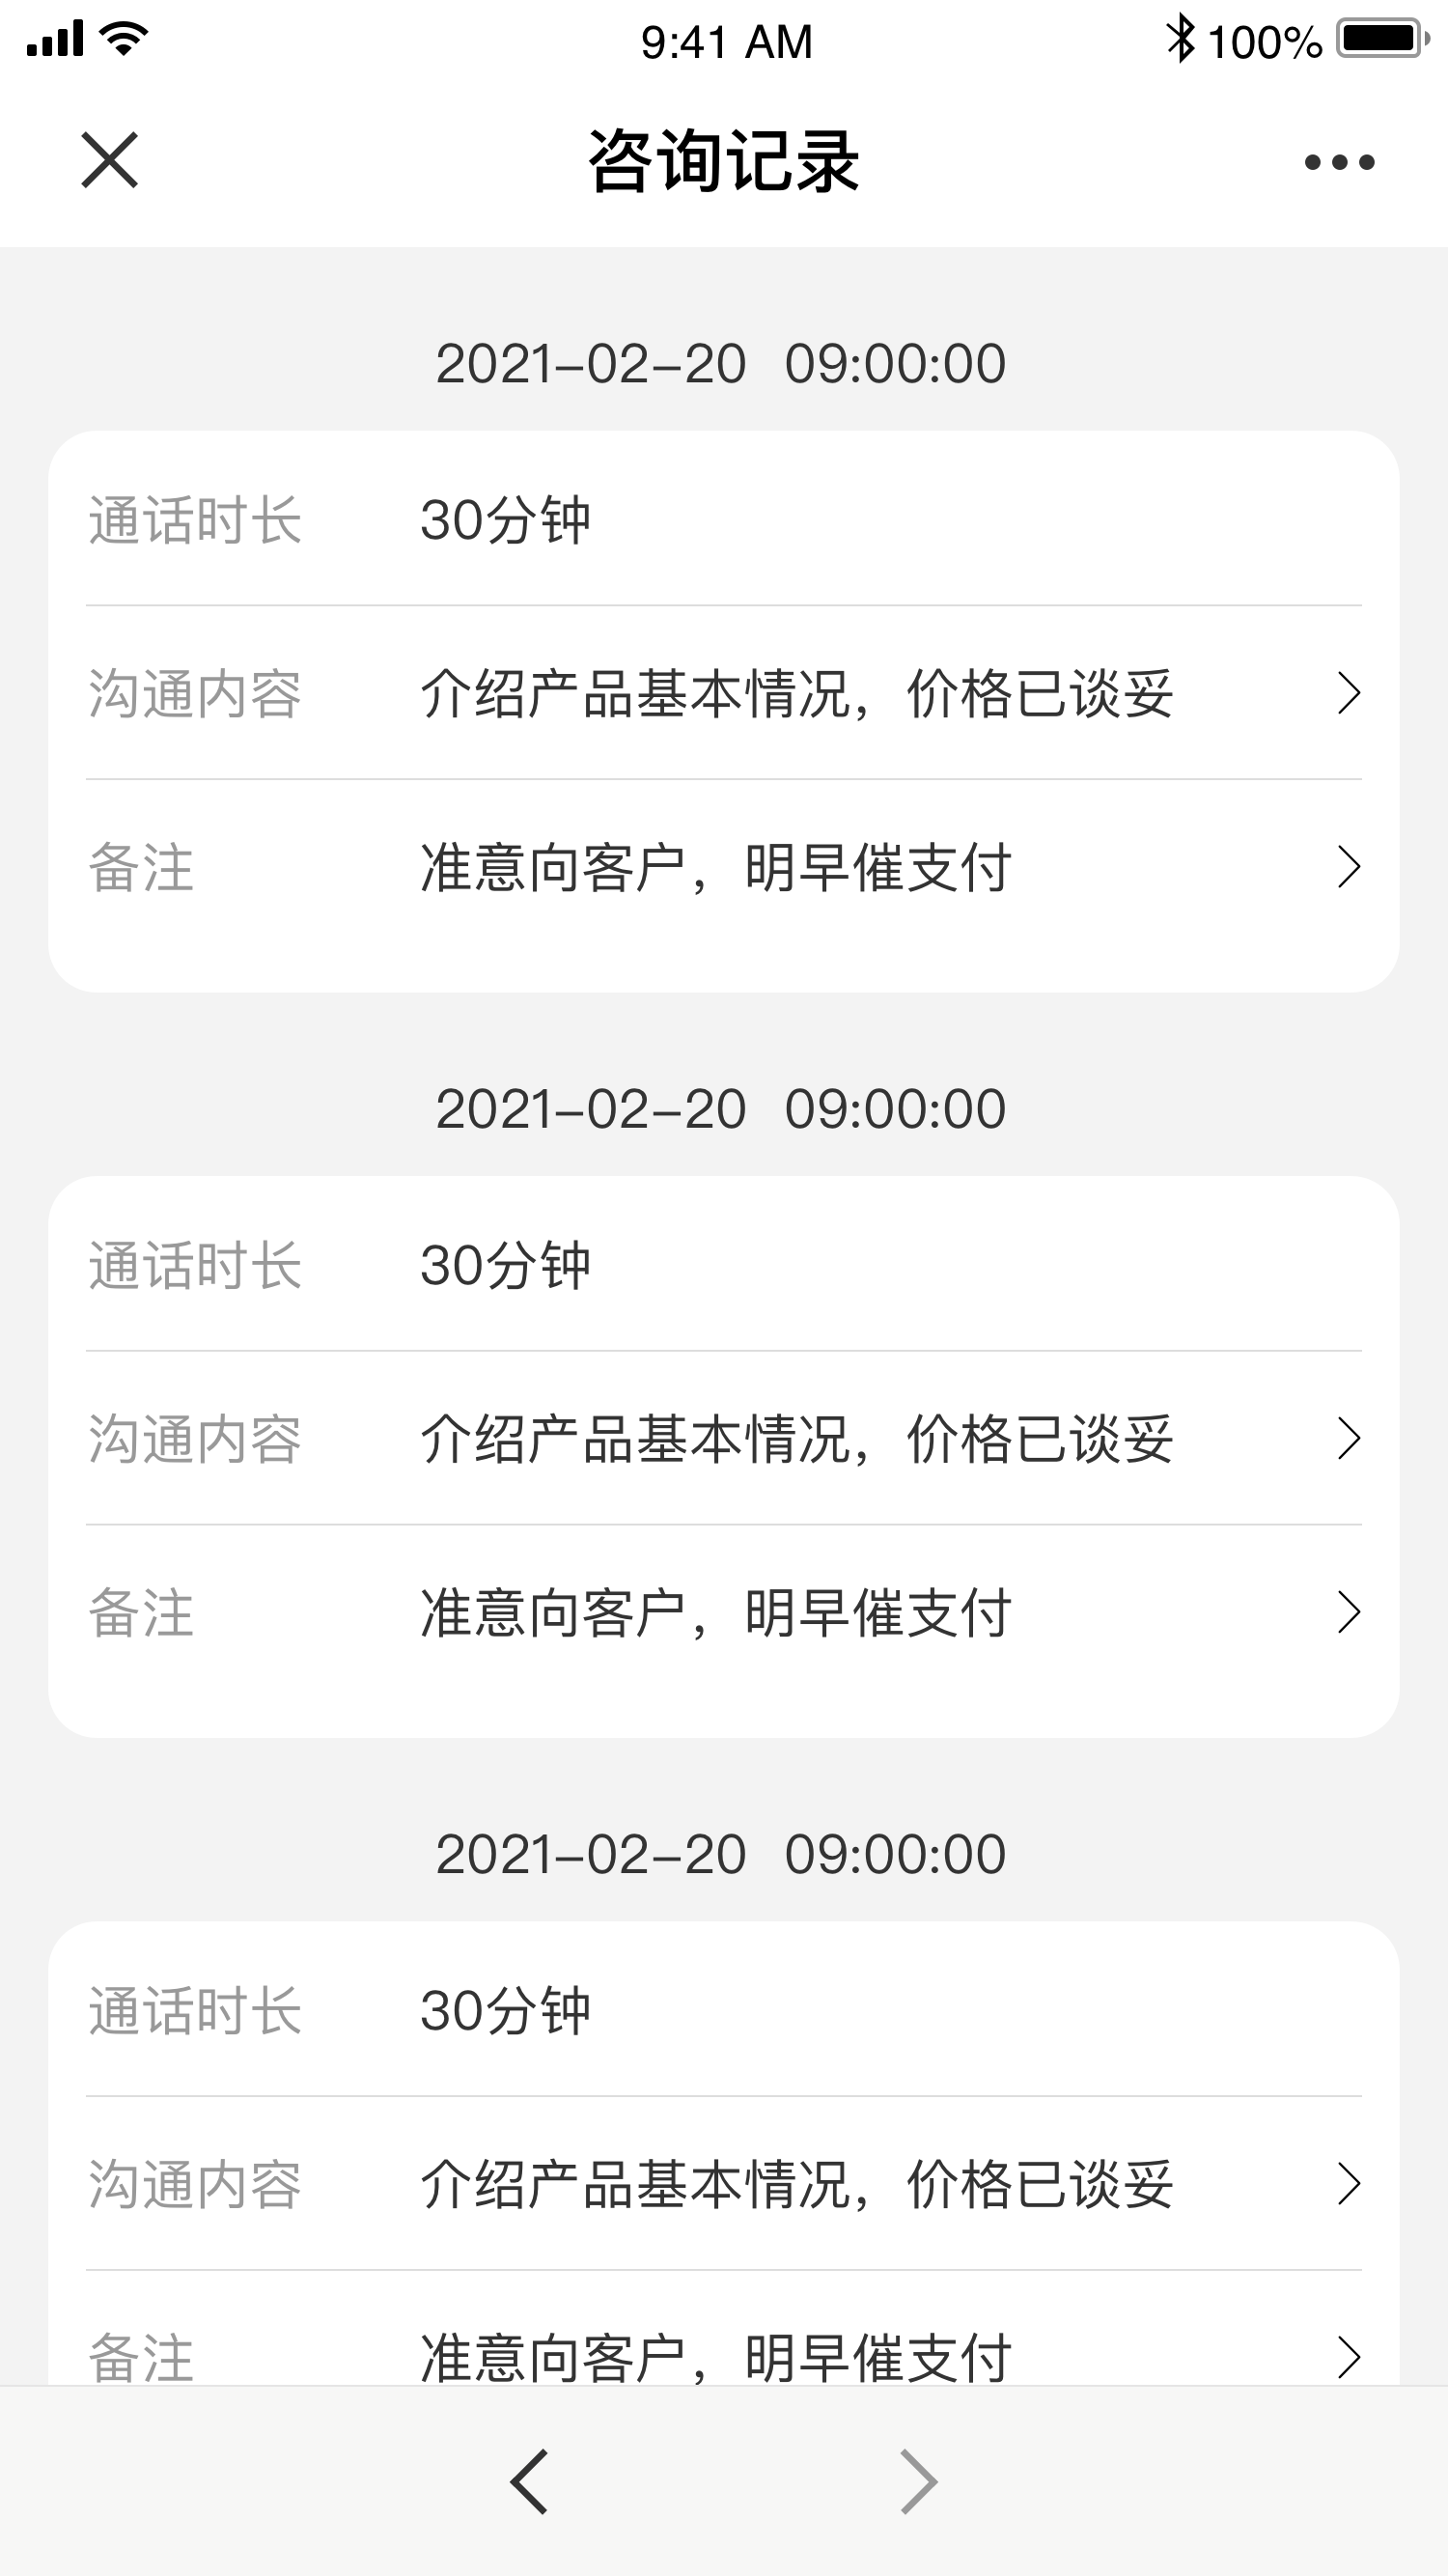 9:41 AM 100%
咨询记录
2021-02-20 09:00:00
通话时长 30分钟
沟通内容 介绍产品基本情况，价格已谈妥
备注 准意向客户，明早催支付
2021-02-20 09:00:00
通话时长 30分钟
沟通内容 介绍产品基本情况，价格已谈妥
备注 准意向客户，明早催支付
2021-02-20 09:00:00
通话时长 30分钟
沟通内容 介绍产品基本情况，价格已谈妥
备注 准意向客户，明早催支付